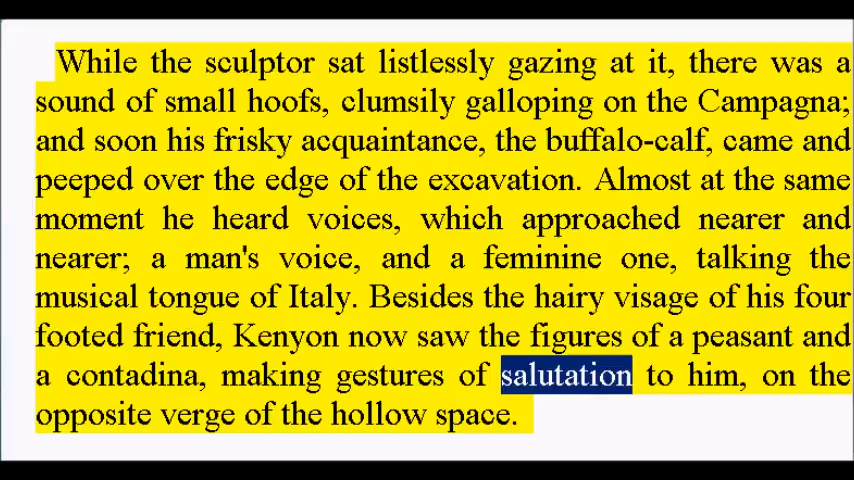 While the sculptor sat listlessly gazing at it, there was a
sound of small hoofs, clumsily galloping on the Campagna;
and soon his frisky acquaintance, the buffalo-calf, came and
peeped over the edge of the excavation. Almost at the same
moment he heard voices, which approached nearer and
nearer; a man's voice, and a feminine one, talking the
musical tongue of Italy. Besides the hairy visage of his four
footed friend, Kenyon now saw the figures of a peasant and
a contadina, making gestures of salutation to him, on the
opposite verge of the hollow space.